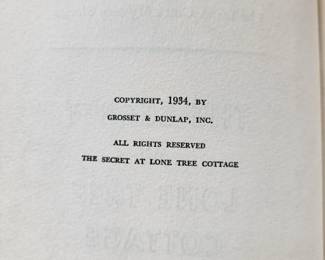 COPYRIGHT, 1934, BY
GROSSET & DUNLAP, INC.
ALL RIGHTS RESERVED
THE SECRET AT LONE TREE COTTAGE